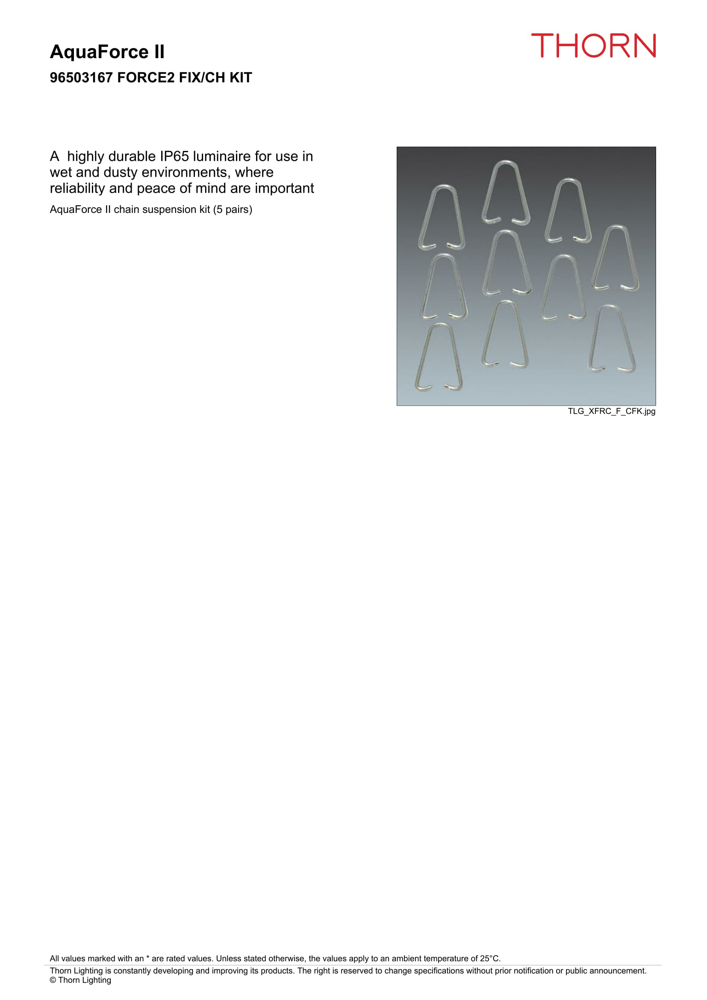 THORN
AquaForce II
96503167 FORCE2 FIX/CH KIT
A  highly durable IP65 luminaire for use in
wet and dusty environments, where
reliability and peace of mind are important
AquaForce II chain suspension kit (5 pairs)
TLG_XFRC_F_CFK.jpg
All values marked with an * are rated values. Unless stated otherwise, the values apply to an ambient temperature of 25°C.
Thorn Lighting is constantly developing and improving its products. The right is reserved to change specifications without prior notification or public announcement.
© Thorn Lighting